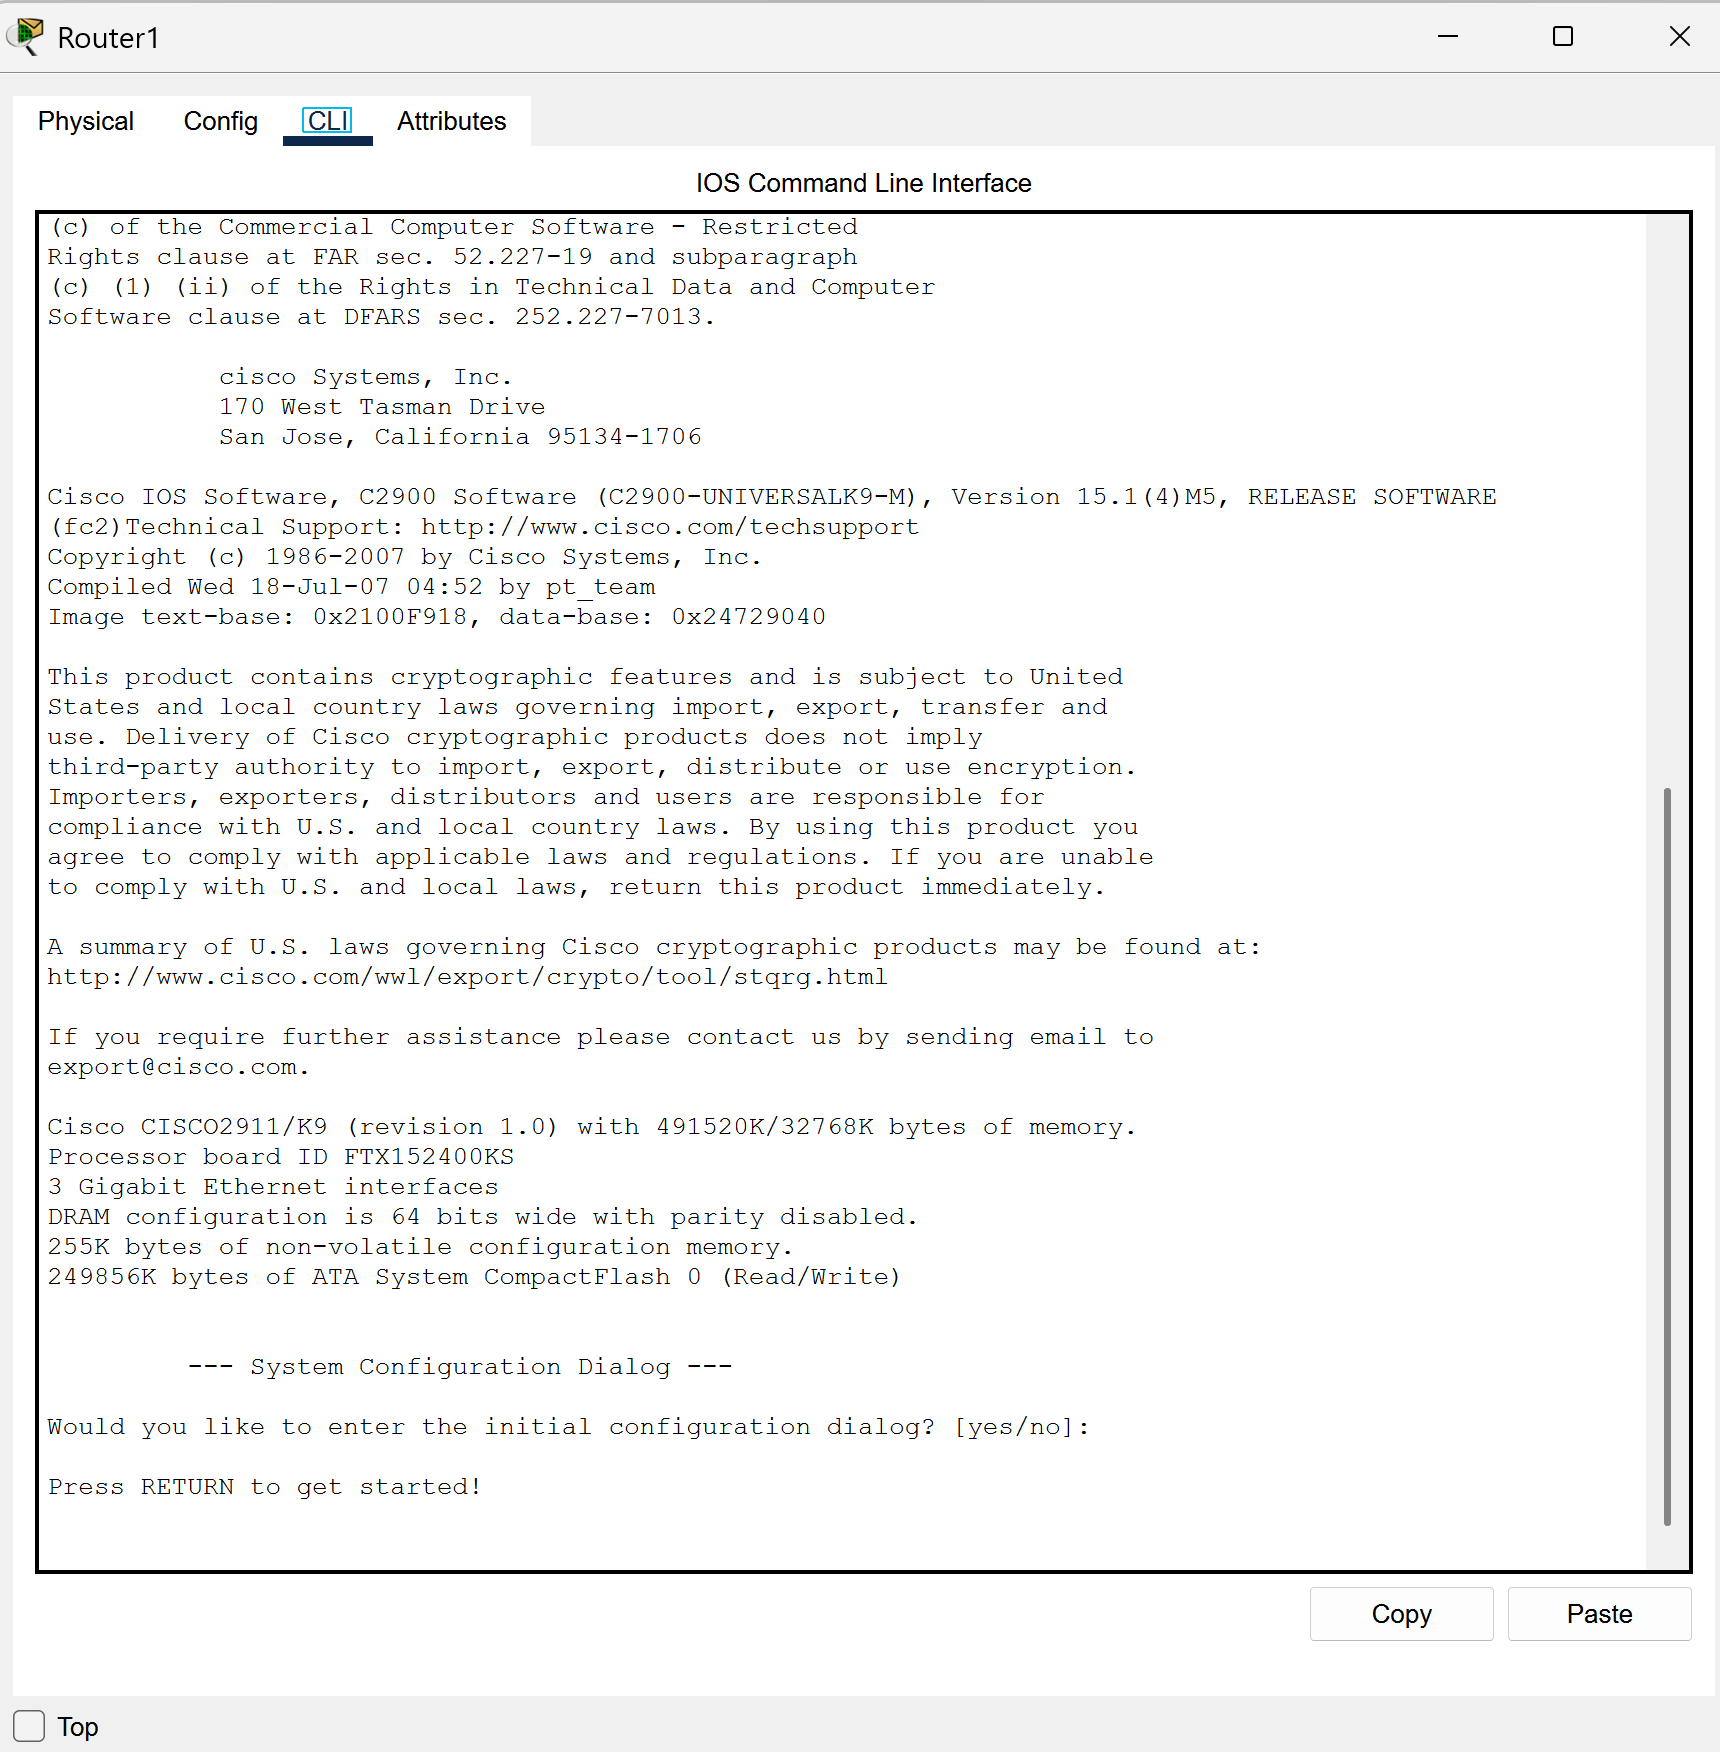 Router1
Physical Config CLI Attributes
IOS Command Line Interface
(c) of the Commercial Computer Software - Restricted
Rights clause at FAR sec. 52.227-19 and subparagraph
(c) (1) (ii) of the Rights in Technical Data and Computer
Software clause at DFARS sec. 252.227-7013.
cisco Systems, Inc.
170 West Tasman Drive
San Jose, California 95134-1706
Cisco IOS Software, C2900 Software (C2900-UNIVERSALK9-M), Version 15.1(4)M5, RELEASE SOFTWARE
(fc2)Technical Support: http://www.cisco.com/techsupport
Copyright (c) 1986-2007 by Cisco Systems, Inc.
Compiled Wed 18-Jul-07 04:52 by pt_team
Image text-base: 0x2100F918, data-base: 0x24729040
This product contains cryptographic features and is subject to United
States and local country laws governing import, export, transfer and
use. Delivery of Cisco cryptographic products does not imply
third-party authority to import, export, distribute or use encryption.
Importers, exporters, distributors and users are responsible for
compliance with U.S. and local country laws. By using this product you
agree to comply with applicable laws and regulations. If you are unable
to comply with U.S. and local laws, return this product immediately.
A summary of U.S. laws governing Cisco cryptographic products may be found at:
http://www.cisco.com/wwl/export/crypto/tool/stqrg.html
If you require further assistance please contact us by sending email to
export@cisco.com.
Cisco CISCO2911/K9 (revision 1.0) with 491520K/32768K bytes of memory.
Processor board ID FTX152400KS
3 Gigabit Ethernet interfaces
DRAM configuration is 64 bits wide with parity disabled.
255K bytes of non-volatile configuration memory.
249856K bytes of ATA System CompactFlash 0 (Read/Write)
--- System Configuration Dialog ---
Would you like to enter the initial configuration dialog? [yes/no]:
Press RETURN to get started!
Copy Paste
Top